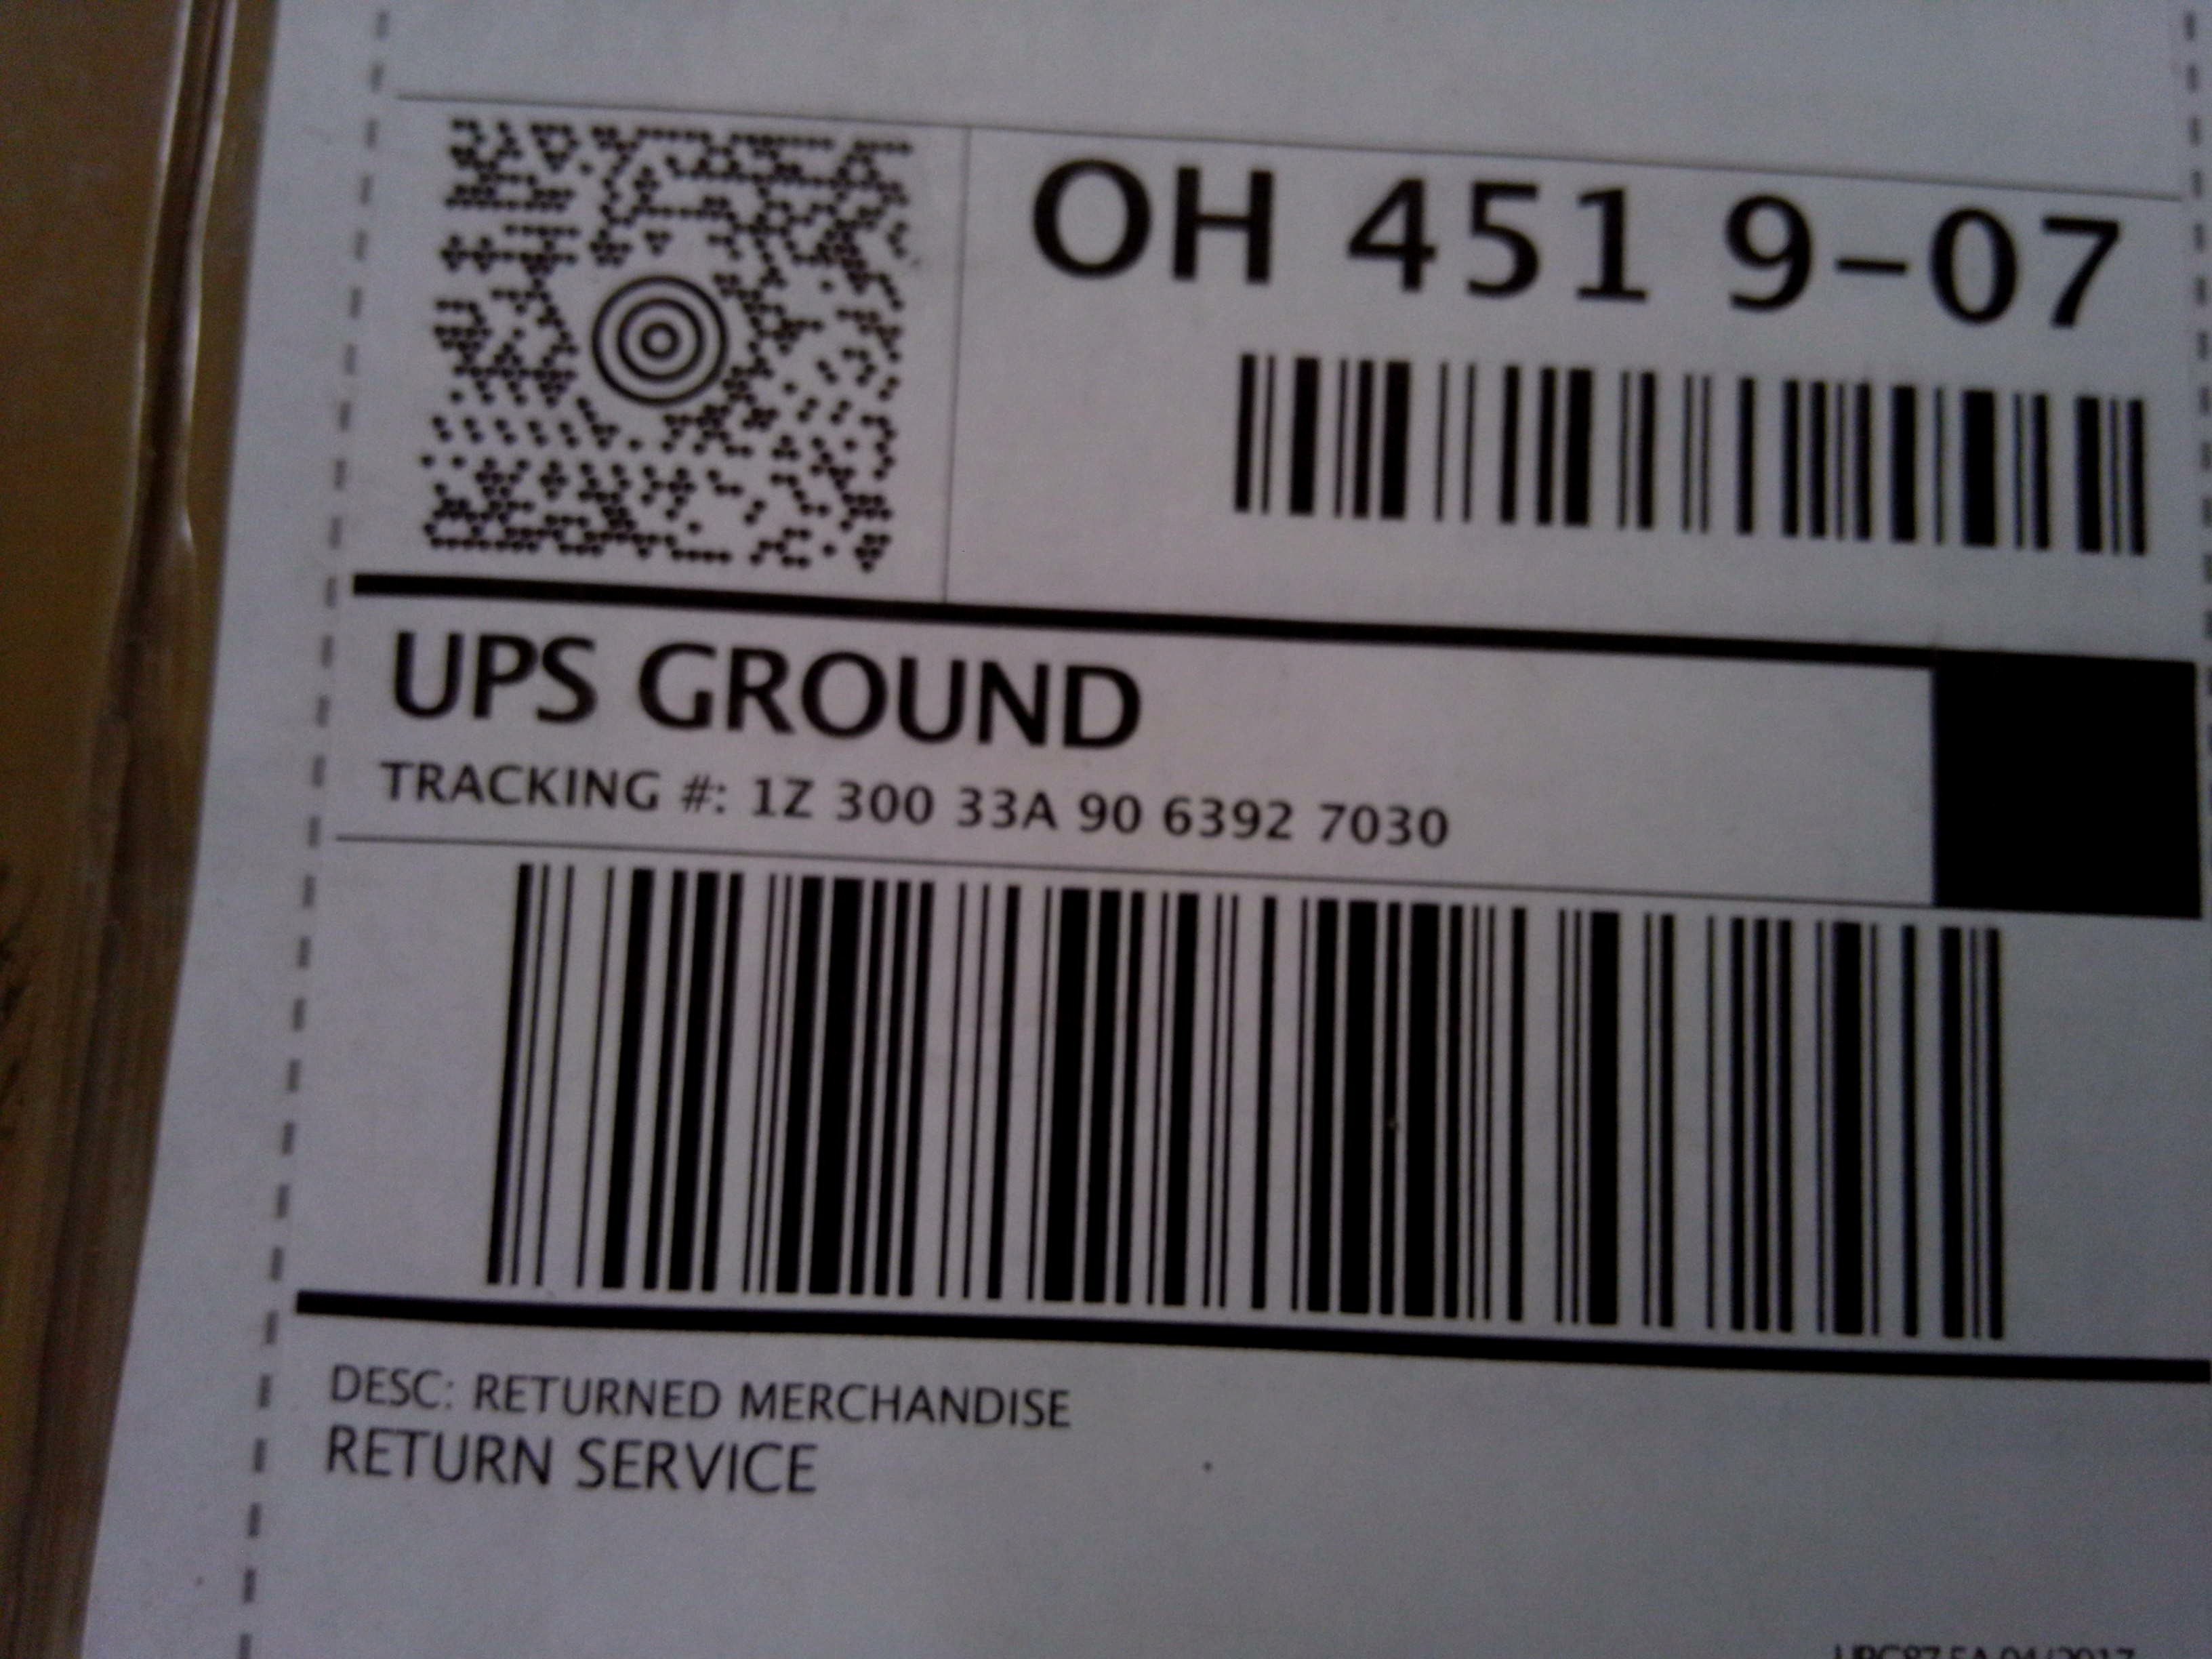 OH 451 9-07
UPS GROUND
TRACKING #: 1Z 300 33A 90 6392 7030
DESC: RETURNED MERCHANDISE
RETURN SERVICE